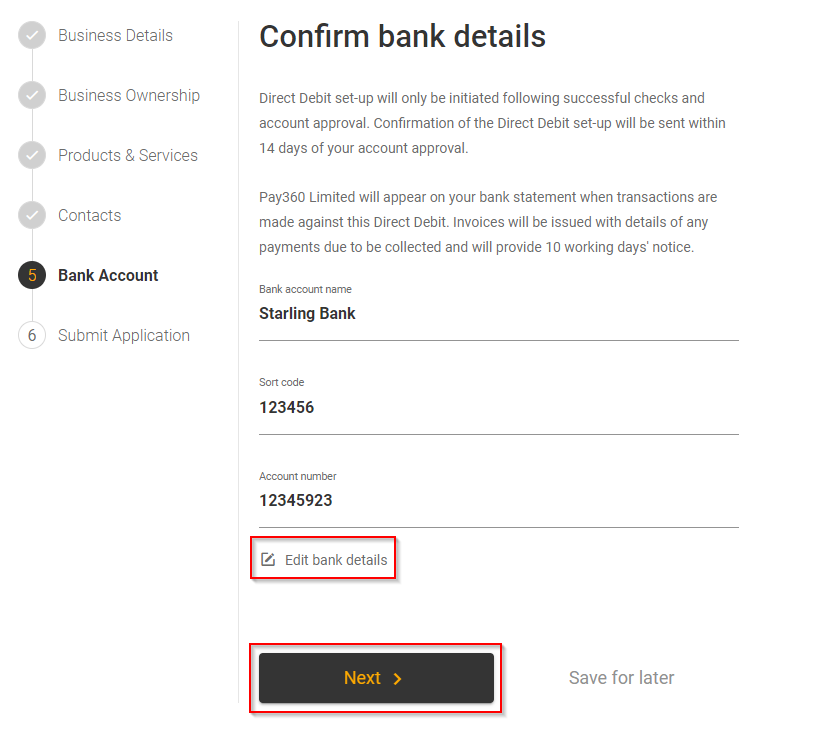 Business Details
Business Ownership
Products & Services
Contacts
5 Bank Account
6 Submit Application
Confirm bank details
Direct Debit set-up will only be initiated following successful checks and
account approval. Confirmation of the Direct Debit set-up will be sent within
14 days of your account approval.
Pay360 Limited will appear on your bank statement when transactions are
made against this Direct Debit. Invoices will be issued with details of any
payments due to be collected and will provide 10 working days' notice.
Bank account name
Starling Bank
Sort code
123456
Account number
12345923
Edit bank details
Next
Save for later